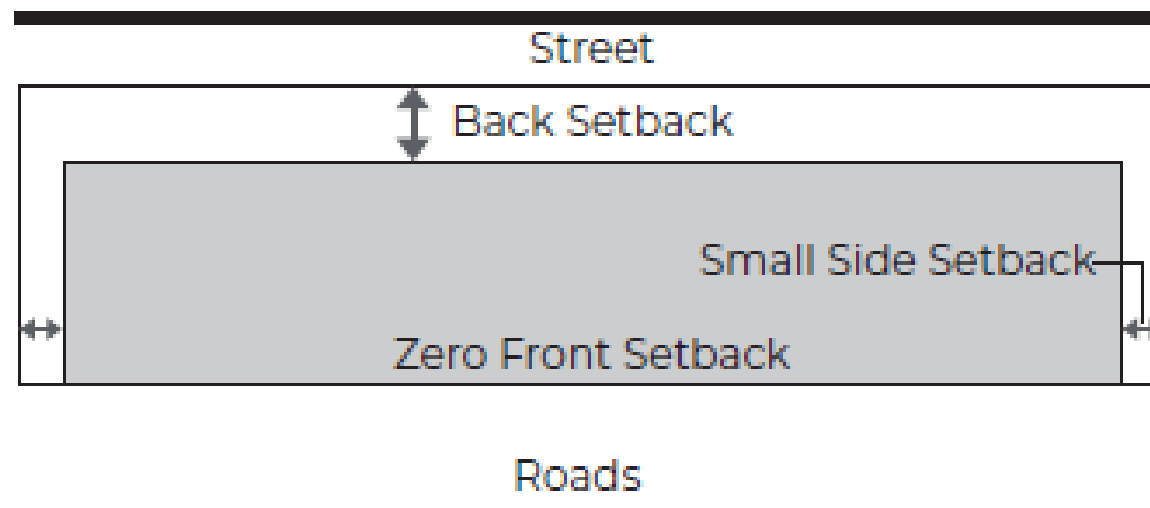 Street
Back Setback
Small Side Setback
Zero Front Setback
Roads